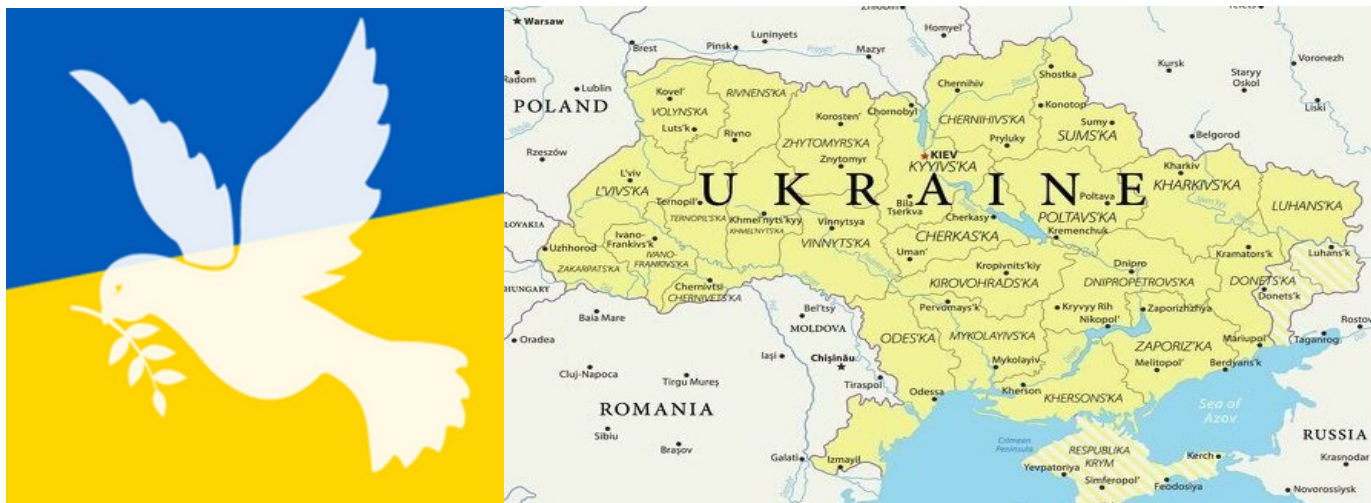 Warsaw
Brest
Pinsk
Luninyets
Mazyr
Homyel'
Kursk
Voronezh
Staryy
Oskol
Liski
Radom
Lublin
POLAND
Rzeszów
Kovel'
VOLYNS'KA
Luts'k
RIVNENS'KA
Rivno
Korosten'
ZHYTOMYRS'KA
Znytomyr
Chornobyl
Chernihiv
CHERNIHIVS'KA
Shostka
Konotop
Sumy
SUMS'KA
Pryluky
Belgorod
KIEV
KYYIVS'KA
L'viv
L'VIVS'KA
UKRAINE
Kharkiv
KHARKIVS'KA
Poltava
POLTAVS'KA
LUHANS'KA
Ternopil'
TERNOPIL'S'KA
Khmel'nyts'kyy
KHMEL'NYTS'KA
Vinnytsya
VINNYTS'KA
Bila
Tserkva
Cherkasy
CHERKAS'KA
Kremenchuk
SLOVAKIA
Uzhhorod
ZAKARPATS'KA
Ivano-
Frankivs'k
IVANO-
FRANKIVS'KA
Uman'
Kropivnits'kiy
KIROVOHRADS'KA
Dnipro
DNIPROPETROVS'KA
Kramators'k
Luhans'k
DONETS'KA
Donets'k
HUNGARY
Chernivtsi
CHERNIVETS'KA
Baia Mare
Bel'tsy
MOLDOVA
Pervomays'k
Kryvyy Rih
Nikopol'
Zaporizhzhiya
Oradea
Iaşi
Chişinău
ODES'KA
MYKOLAYIVS'KA
ZAPORIZ'KA
Mariupol
Taganrog
Rostov
Cluj-Napoca
Tirgu Mureş
Tiraspol
Mykolayiv
Melitopol'
Berdyans'k
Odessa
Kherson
KHERSONS'KA
Sea of
Azov
ROMANIA
Sibiu
Braşov
Galati
Izmayil
Crimean
Peninsula
RESPUBLIKA
KRYM
Yevpatoriya
Simferopol'
Kerch
Feodosiya
RUSSIA
Krasnodar
Novorossiysk